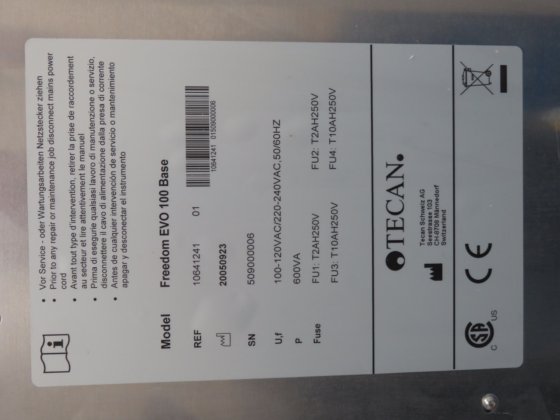 • Vor Service - oder Wartungsarbeiten Netzstecker ziehen
• Prior to any repair or maintenance job disconnect mains power
cord
• Avant tout type d'intervention, retirer la prise de raccordement
au secteur et lire attentivement le manuel
• Prima di eseguire qualsiasi lavoro di manutenzione o servizio,
disconnettere il cavo di alimentazione dalla presa di corrente
• Antes de cualquier intervención de servicio o mantenimiento
apagar y desconectar el instrumento
Model Freedom EVO 100 Base
REF 10641241 01
10641241 01509000006
20050923
SN 509000006
U,f 100-120VAC/220-240VAC,50/60HZ
P 600VA
Fuse FU1: T2AH250V FU2: T2AH250V
FU3: T10AH250V FU4: T10AH250V
TECAN.
Tecan Schweiz AG
Seestrasse 103
CH-8708 Männedorf
Switzerland
CE
C SA US